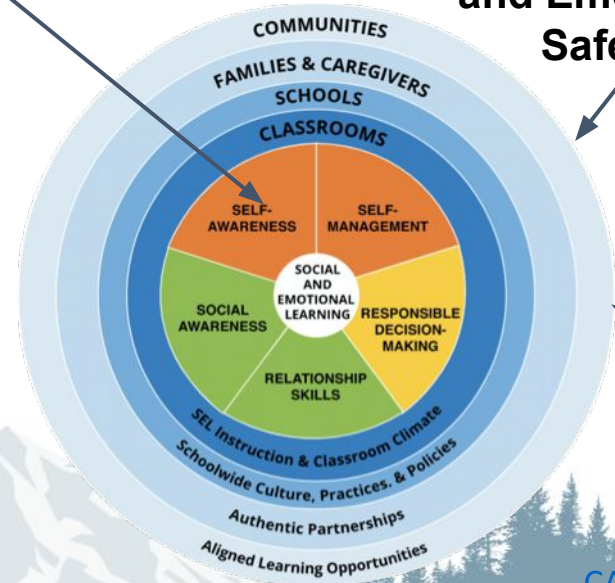 and Em
Safe
COMMUNITIES
FAMILIES & CAREGIVERS
SCHOOLS
CLASSROOMS
SELF-
AWARENESS
SELF-
MANAGEMENT
SOCIAL
AND
EMOTIONAL
LEARNING
SOCIAL
AWARENESS
RESPONSIBLE
DECISION-
MAKING
RELATIONSHIP
SKILLS
SEL Instruction & Classroom Climate
Schoolwide Culture, Practices. & Policies
Authentic Partnerships
Aligned Learning Opportunities